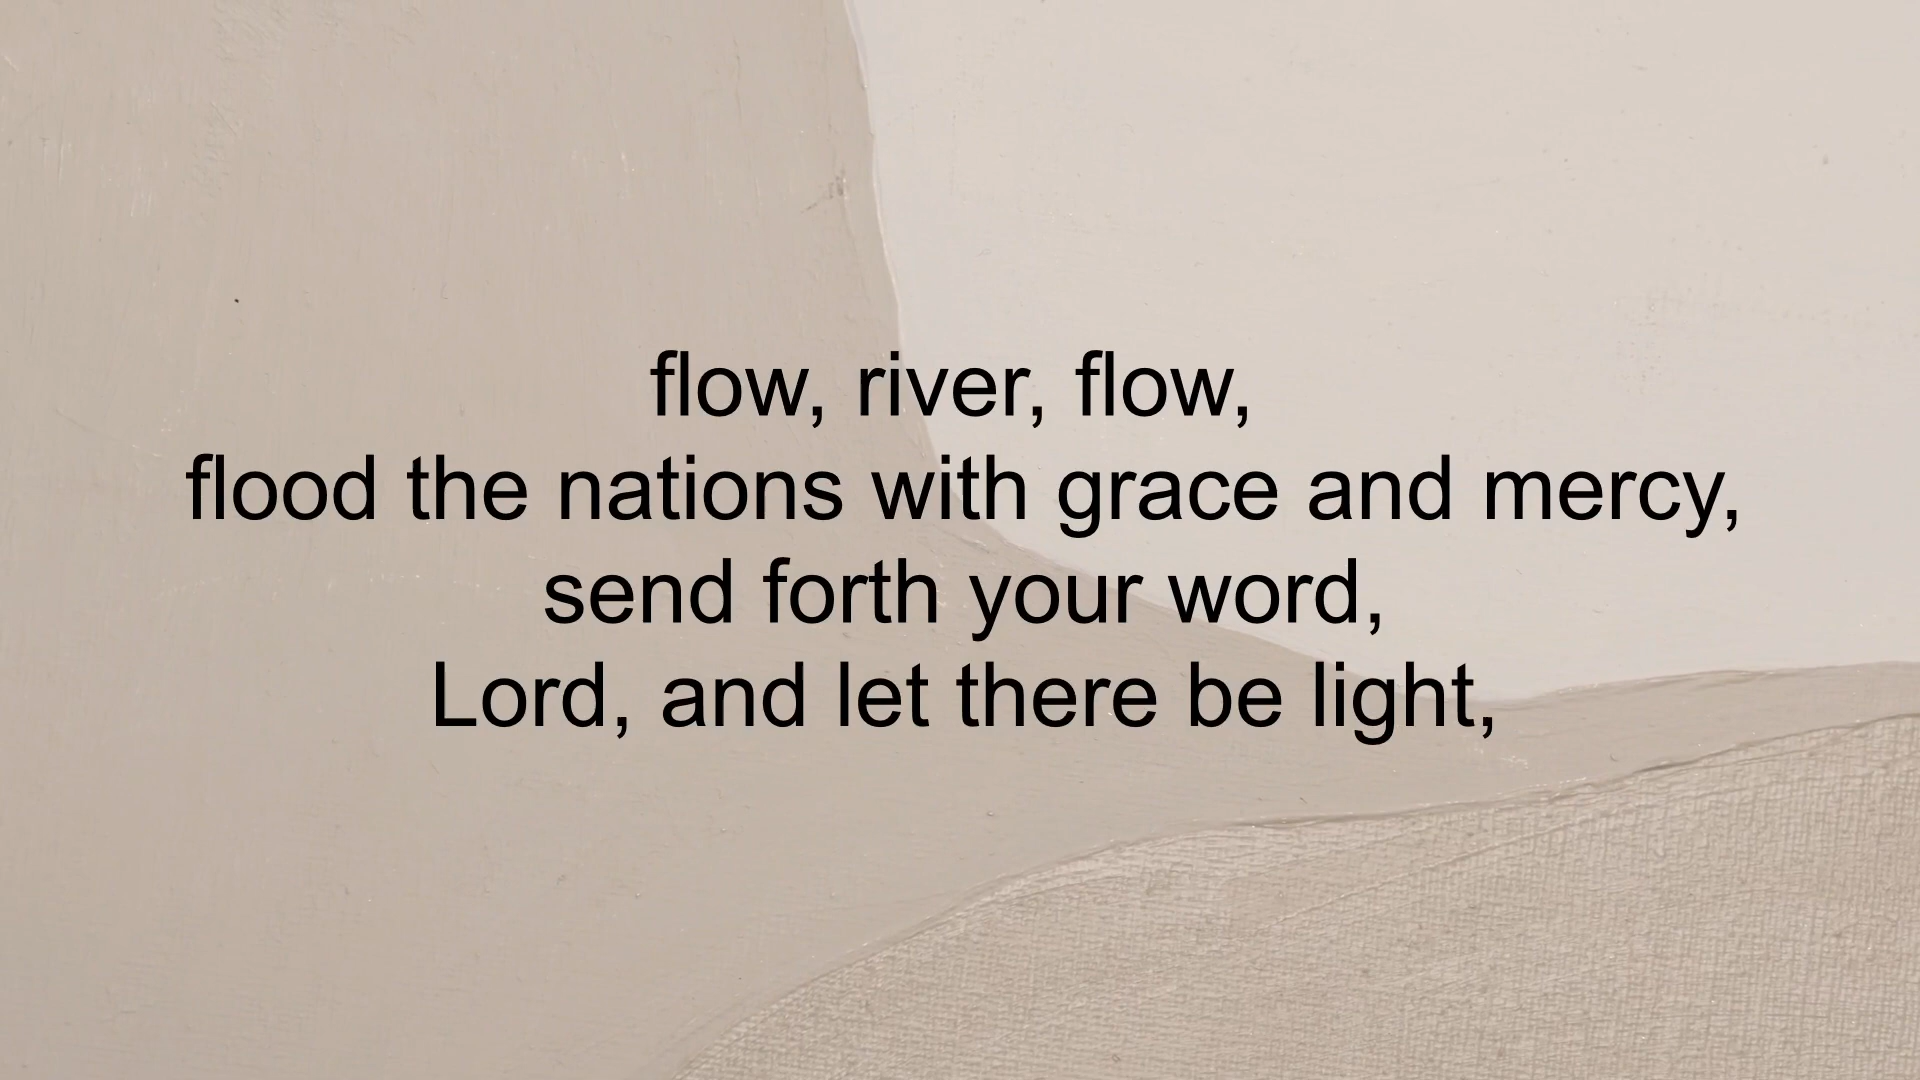 flow, river, flow,
flood the nations with grace and mercy,
send forth your word,
Lord, and let there be light,